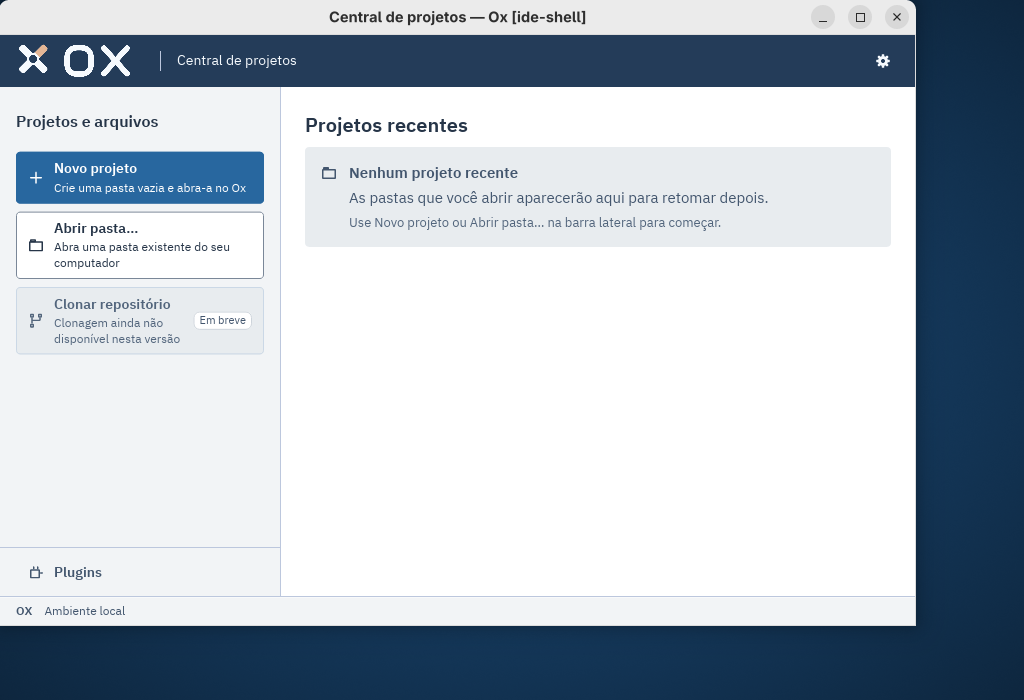 Central de projetos — Ox [ide-shell]
OX
Central de projetos
Projetos e arquivos
Novo projeto
Crie uma pasta vazia e abra-a no Ox
Abrir pasta...
Abra uma pasta existente do seu
computador
Clonar repositório
Clonagem ainda não
disponível nesta versão
Em breve
Plugins
Projetos recentes
Nenhum projeto recente
As pastas que você abrir aparecerão aqui para retomar depois.
Use Novo projeto ou Abrir pasta... na barra lateral para começar.
OX Ambiente local